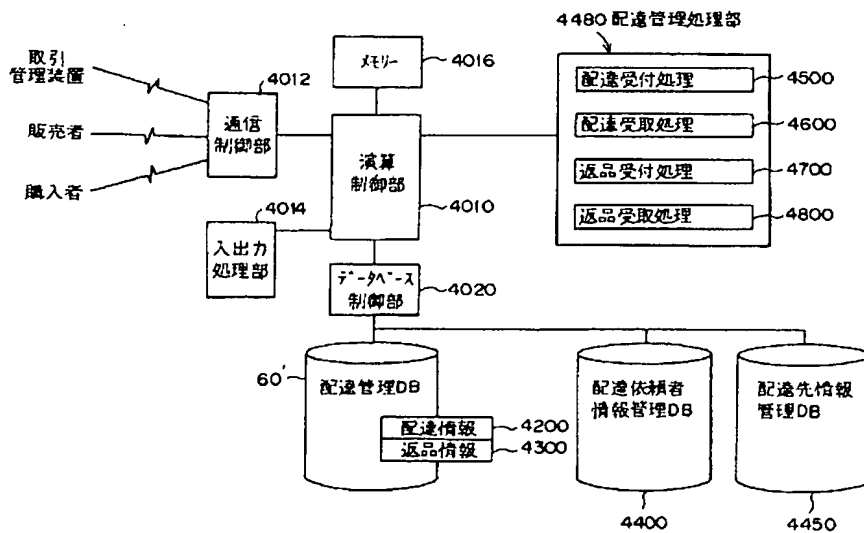 4480 配達管理処理部
取引
管理装置
販売者
購入者
4012
通信
制御部
メモリー
4016
演算
制御部
4010
4014
入出力
処理部
データベース
制御部
4020
配達受付処理
4500
配達受取処理
4600
返品受付処理
4700
返品受取処理
4800
60'
配達管理DB
配達情報
4200
返品情報
4300
配達依頼者
情報管理DB
4400
配達先情報
管理DB
4450